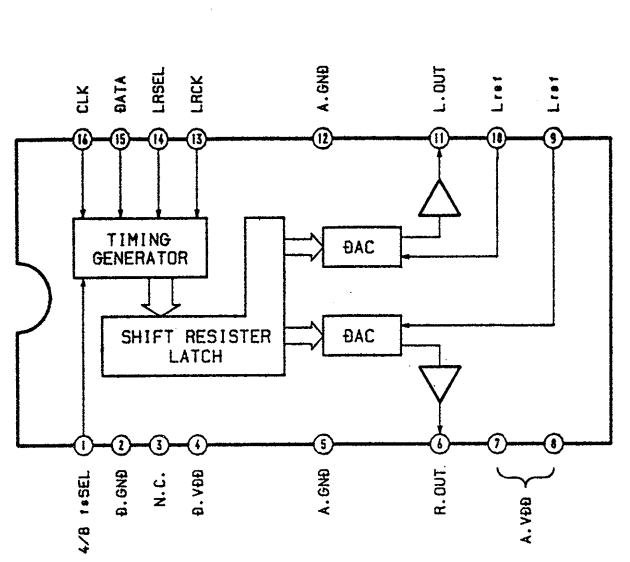 CLK
DATA
LRSEL
LRCK
A.GND
L.OUT
Lref
Lref
16
15
14
13
12
11
10
9
TIMING
GENERATOR
DAC
SHIFT RESISTER
LATCH
DAC
1
2
3
4
5
6
7
8
4/8 fsSEL
D.GND
N.C.
D.VDD
A.GND
R.OUT.
A.VDD